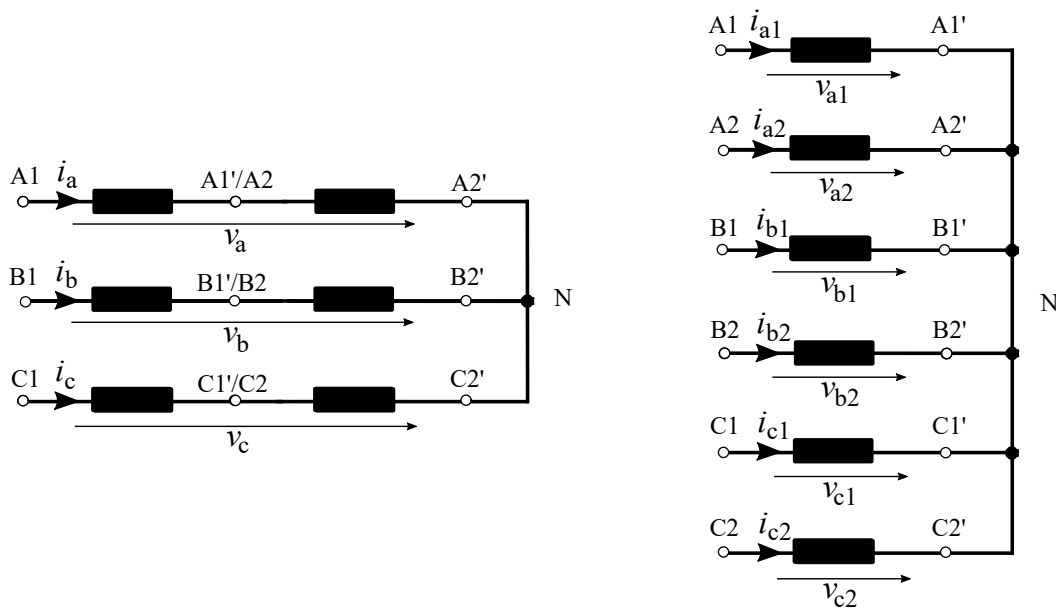 A1 i_a A1'/A2 A2'
v_a
B1 i_b B1'/B2 B2'
v_b
N
C1 i_c C1'/C2 C2'
v_c
A1 i_a1 A1'
v_a1
A2 i_a2 A2'
v_a2
B1 i_b1 B1'
v_b1
N
B2 i_b2 B2'
v_b2
C1 i_c1 C1'
v_c1
C2 i_c2 C2'
v_c2